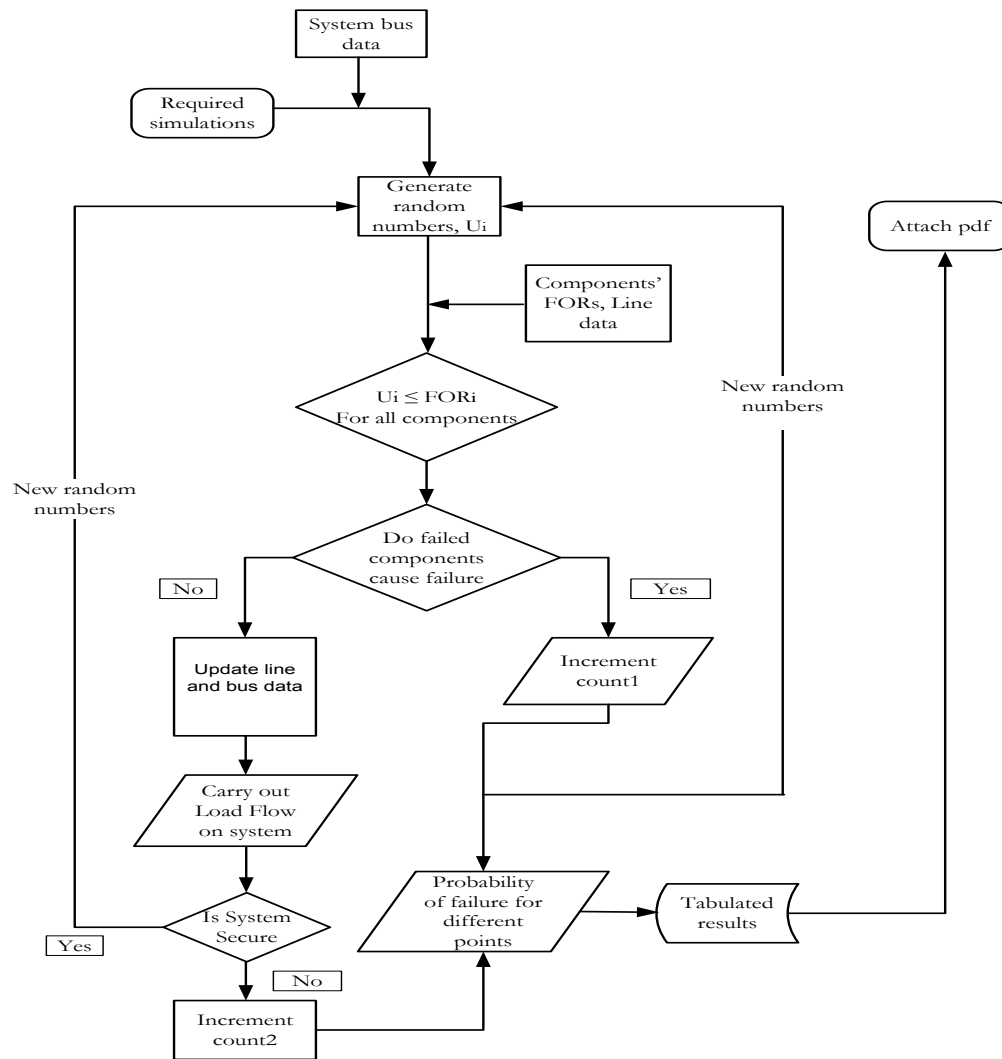 System bus
data
Required
simulations
Generate
random
numbers, Ui
Attach pdf
Components'
FORs, Line
data
Ui ≤ FORi
For all components
New random
numbers
New random
numbers
Do failed
components
cause failure
No
Yes
Update line
and bus data
Increment
count1
Carry out
Load Flow
on system
Probability
of failure for
different
points
Tabulated
results
Is System
Secure
Yes
No
Increment
count2